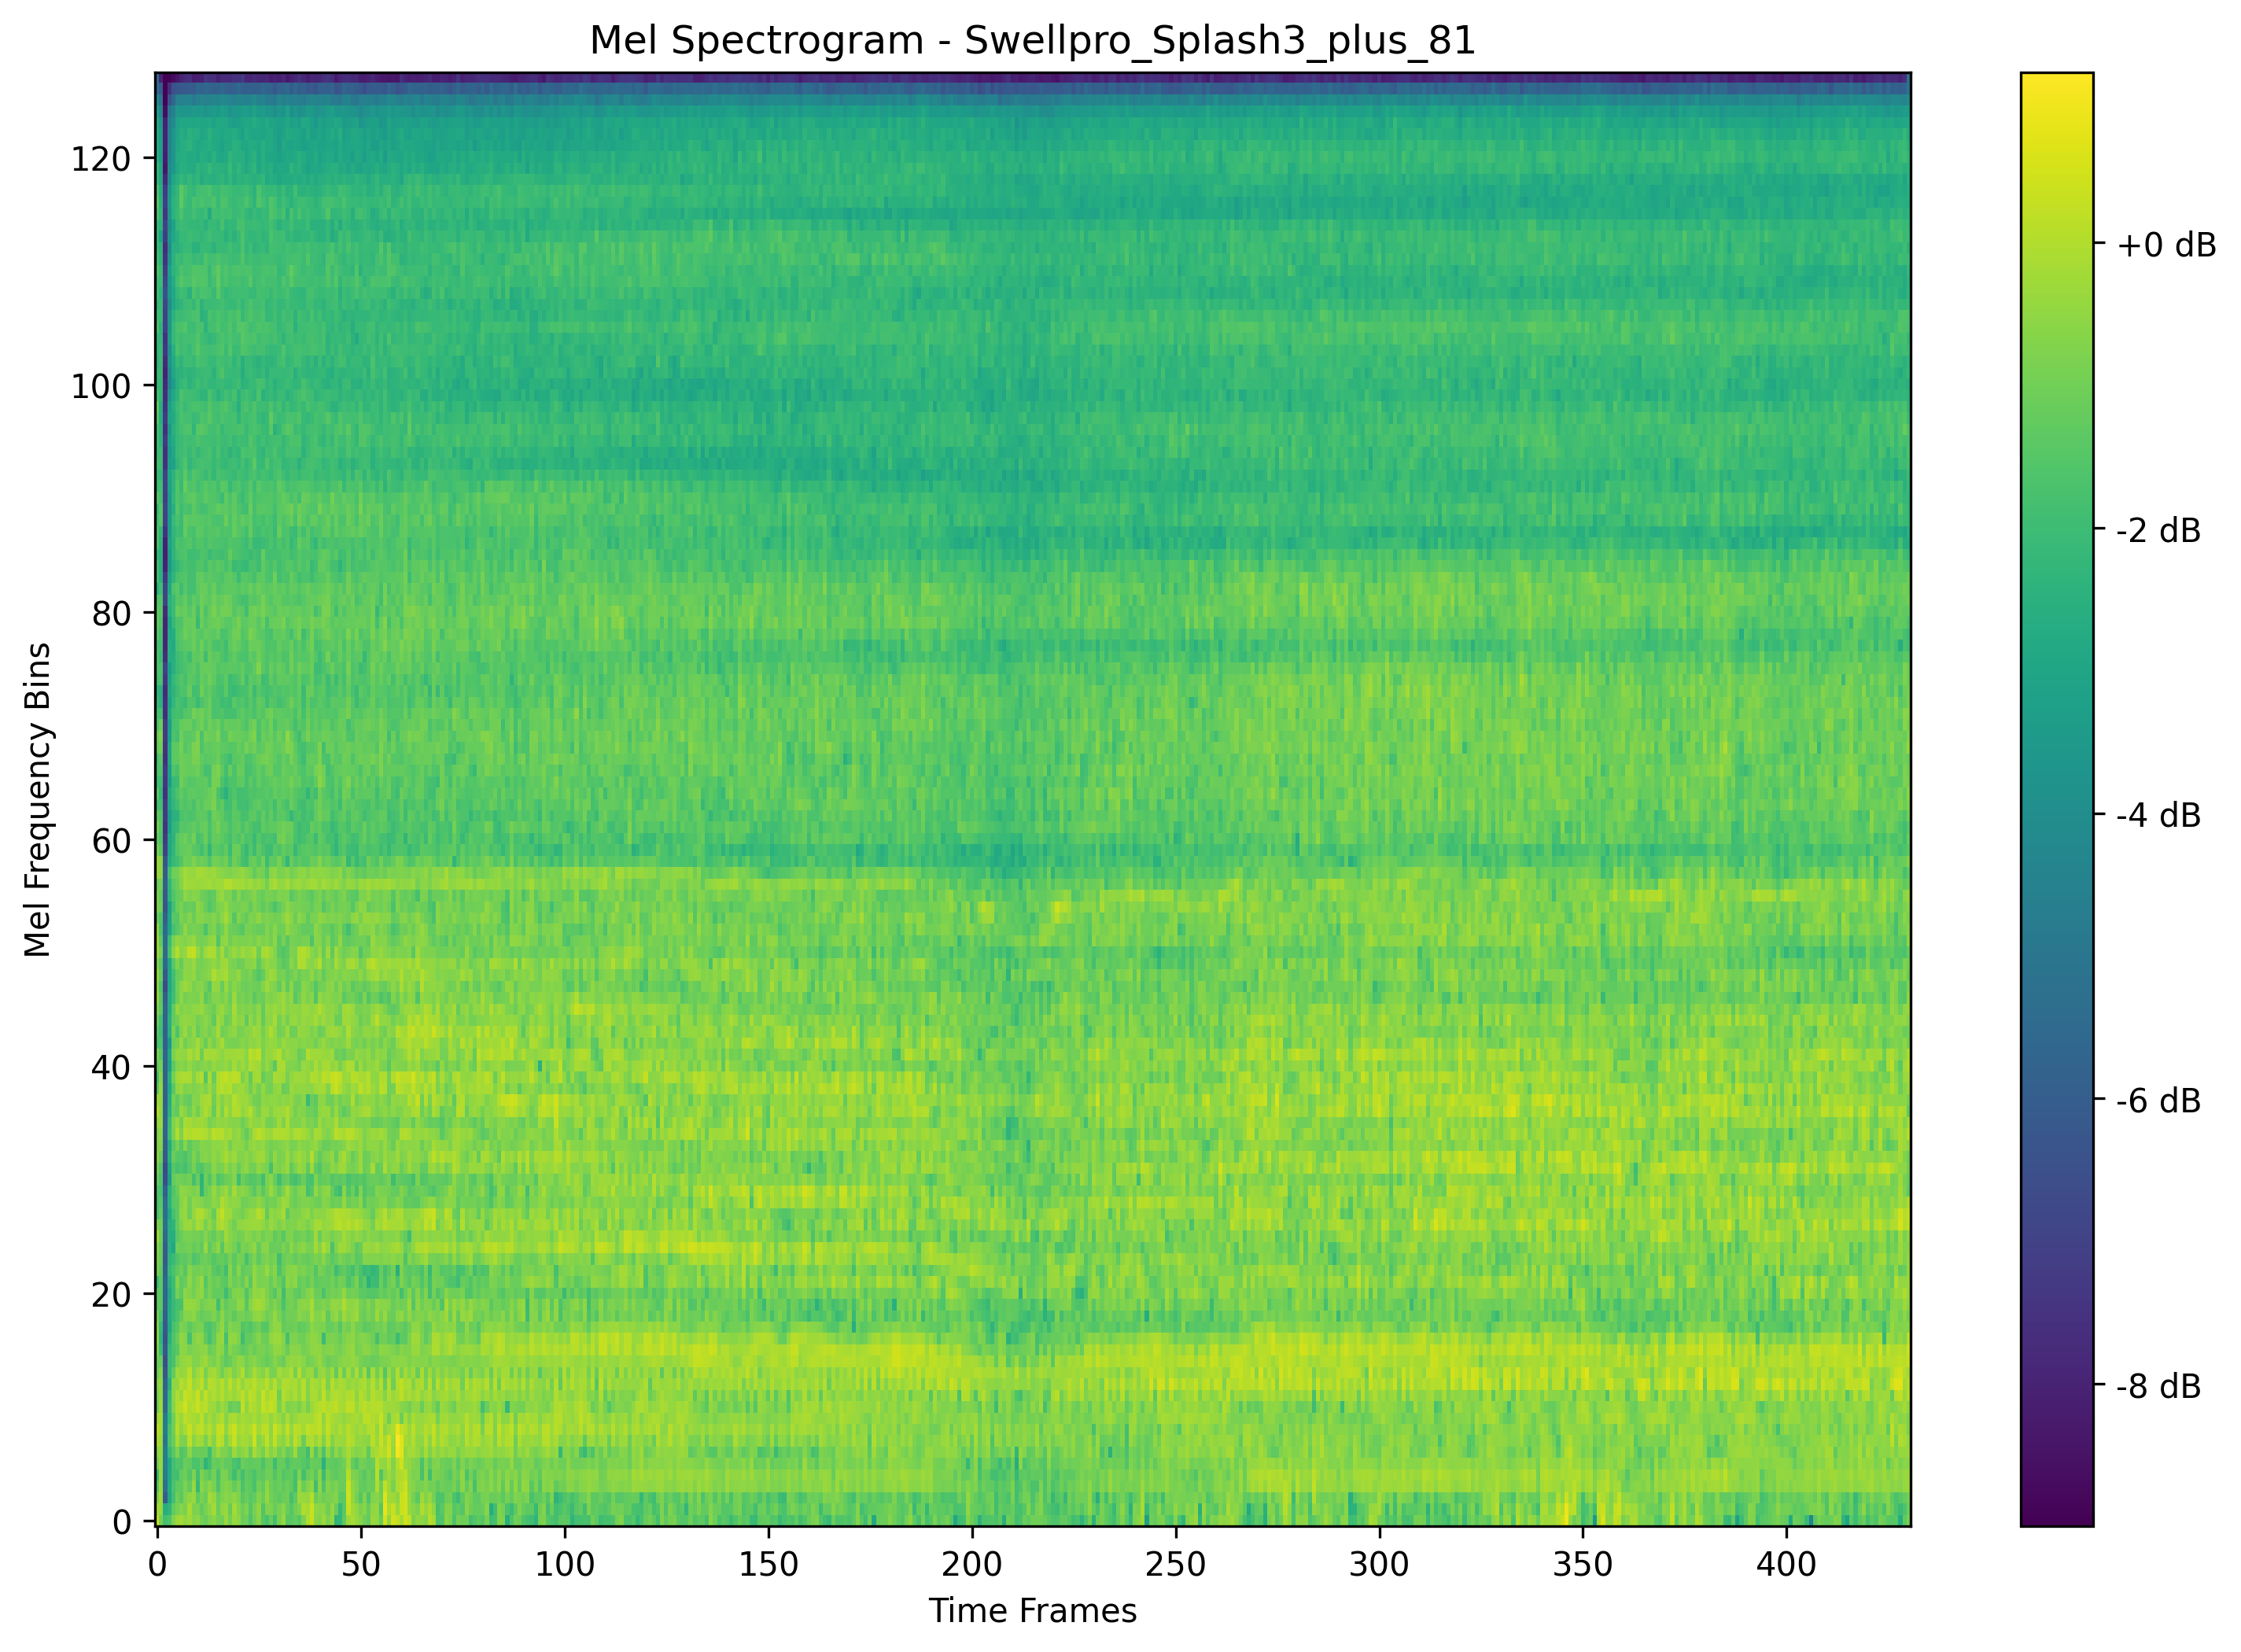 Mel Spectrogram - Swellpro_Splash3_plus_81
Mel Frequency Bins
120
100
80
60
40
20
0
0 50 100 150 200 250 300 350 400
Time Frames
+0 dB
-2 dB
-4 dB
-6 dB
-8 dB